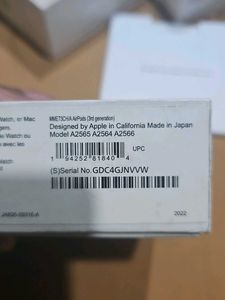 Watch, or Mac
MME73CH/A AirPods (3rd generation)
Designed by Apple in California Made in Japan
Model A2565 A2564 A2566
le Watch ou
avec les
1 94252 81840 4
UPC
(S)Serial No.GDC4GJNVVW
2022